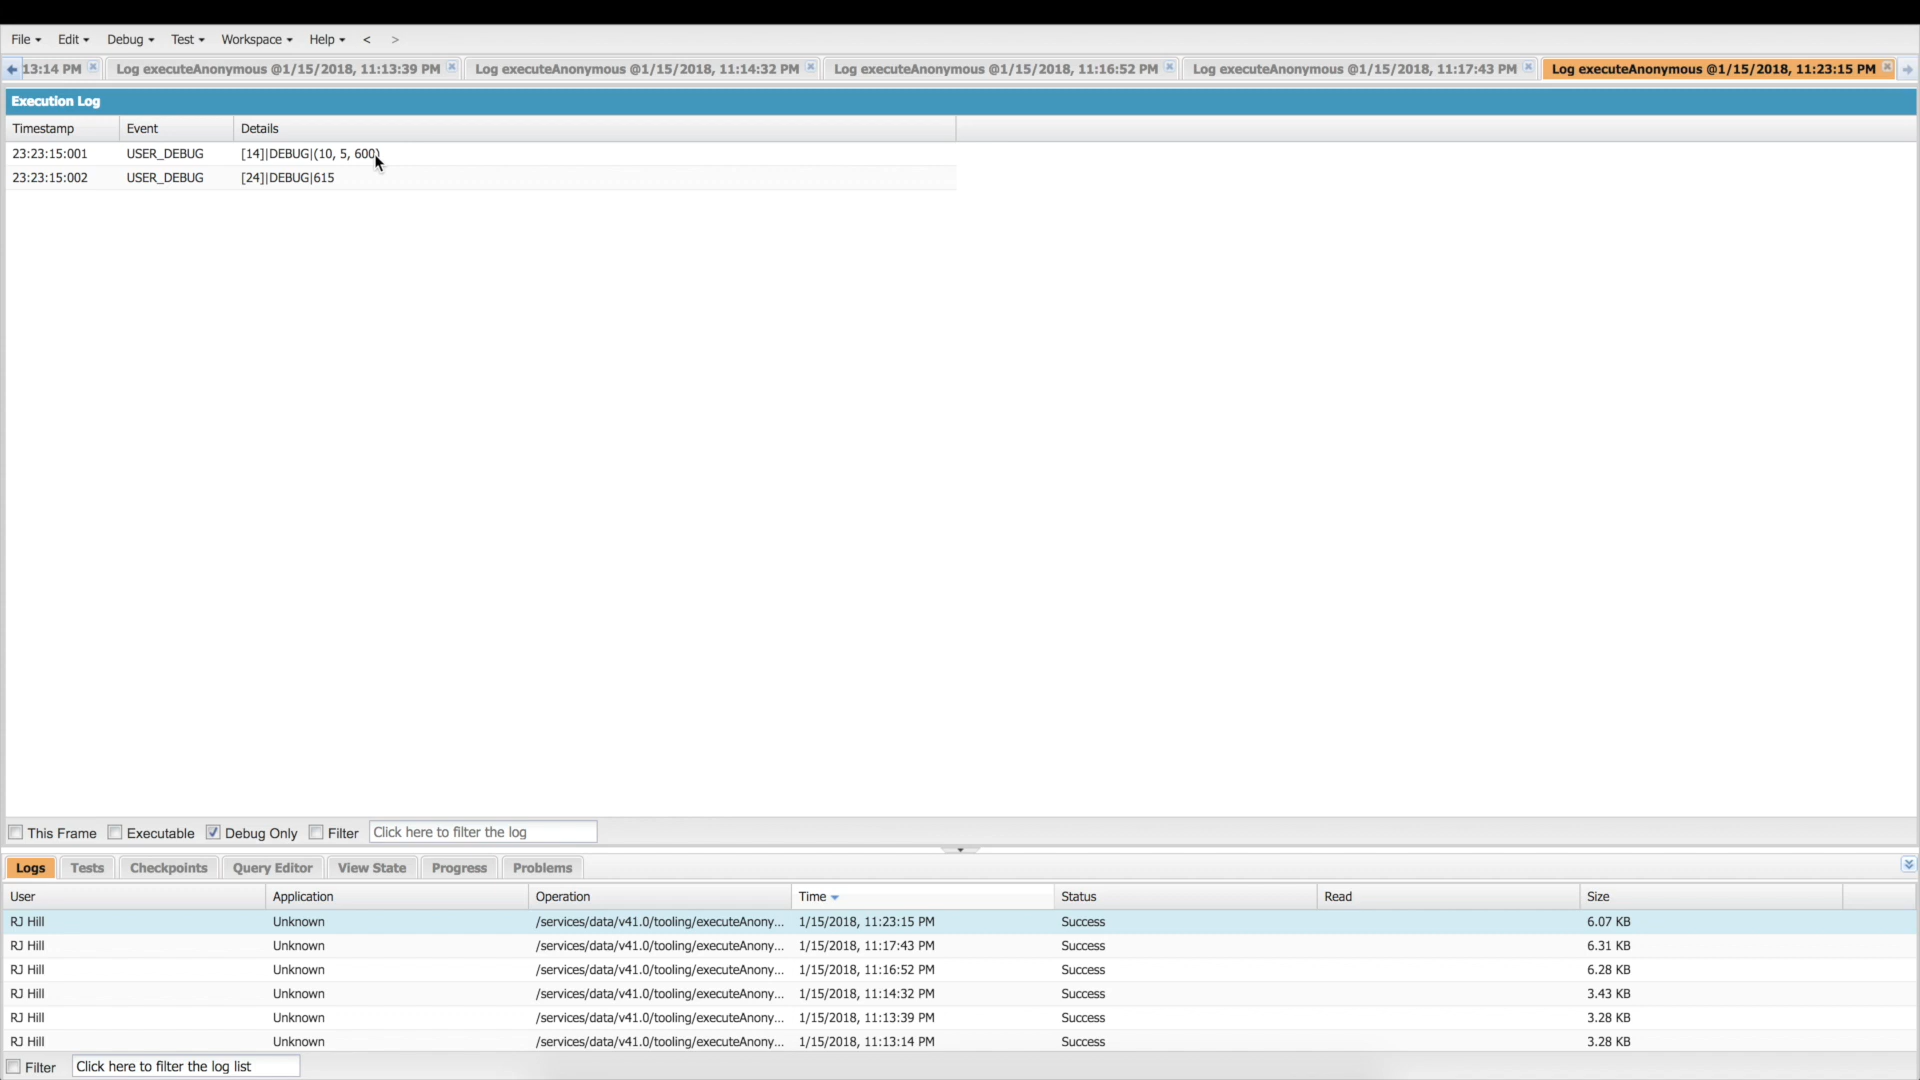 File Edit Debug Test Workspace Help < >
13:14 PM Log executeAnonymous @1/15/2018, 11:13:39 PM Log executeAnonymous @1/15/2018, 11:14:32 PM Log executeAnonymous @1/15/2018, 11:16:52 PM Log executeAnonymous @1/15/2018, 11:17:43 PM Log executeAnonymous @1/15/2018, 11:23:15 PM
Execution Log
Timestamp Event Details
23:23:15:001 USER_DEBUG [14]|DEBUG|(10, 5, 600)
23:23:15:002 USER_DEBUG [24]|DEBUG|615
This Frame Executable Debug Only Filter Click here to filter the log
Logs Tests Checkpoints Query Editor View State Progress Problems
User Application Operation Time Status Read Size
RJ Hill Unknown /services/data/v41.0/tooling/executeAnony... 1/15/2018, 11:23:15 PM Success 6.07 KB
RJ Hill Unknown /services/data/v41.0/tooling/executeAnony... 1/15/2018, 11:17:43 PM Success 6.31 KB
RJ Hill Unknown /services/data/v41.0/tooling/executeAnony... 1/15/2018, 11:16:52 PM Success 6.28 KB
RJ Hill Unknown /services/data/v41.0/tooling/executeAnony... 1/15/2018, 11:14:32 PM Success 3.43 KB
RJ Hill Unknown /services/data/v41.0/tooling/executeAnony... 1/15/2018, 11:13:39 PM Success 3.28 KB
RJ Hill Unknown /services/data/v41.0/tooling/executeAnony... 1/15/2018, 11:13:14 PM Success 3.28 KB
Filter Click here to filter the log list